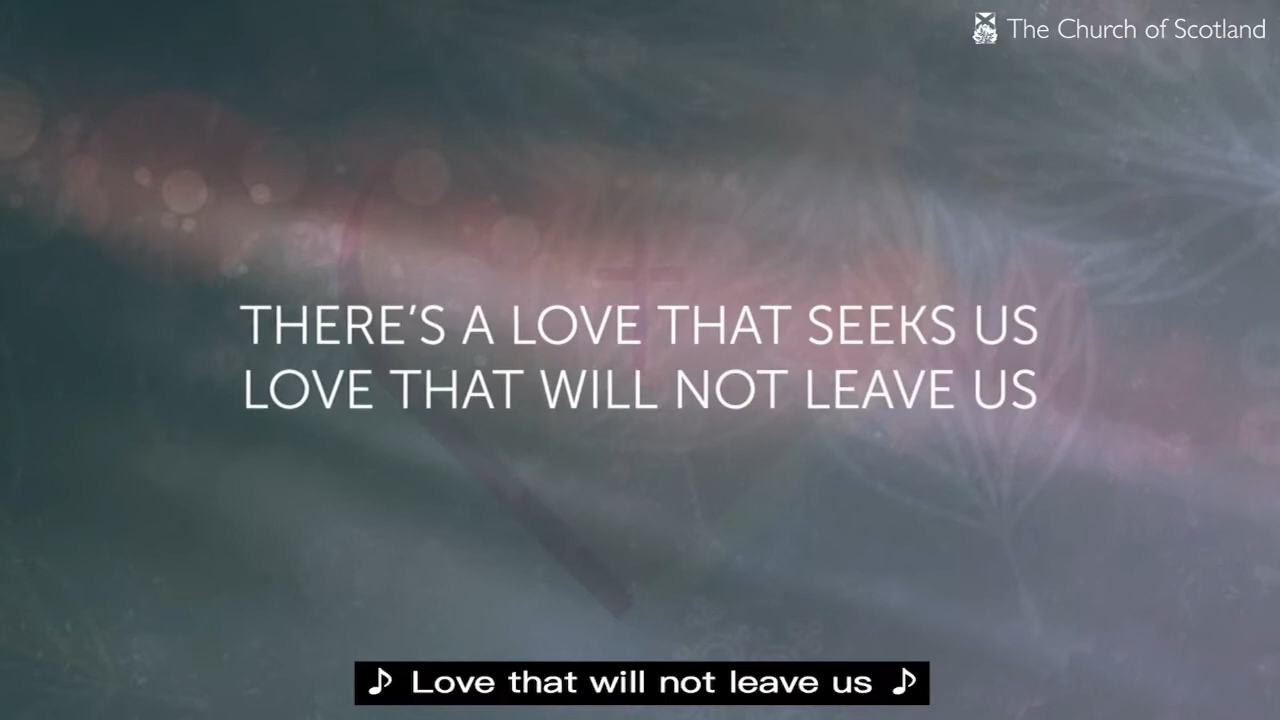 The Church of Scotland
THERE’S A LOVE THAT SEEKS US
LOVE THAT WILL NOT LEAVE US
♪ Love that will not leave us ♪